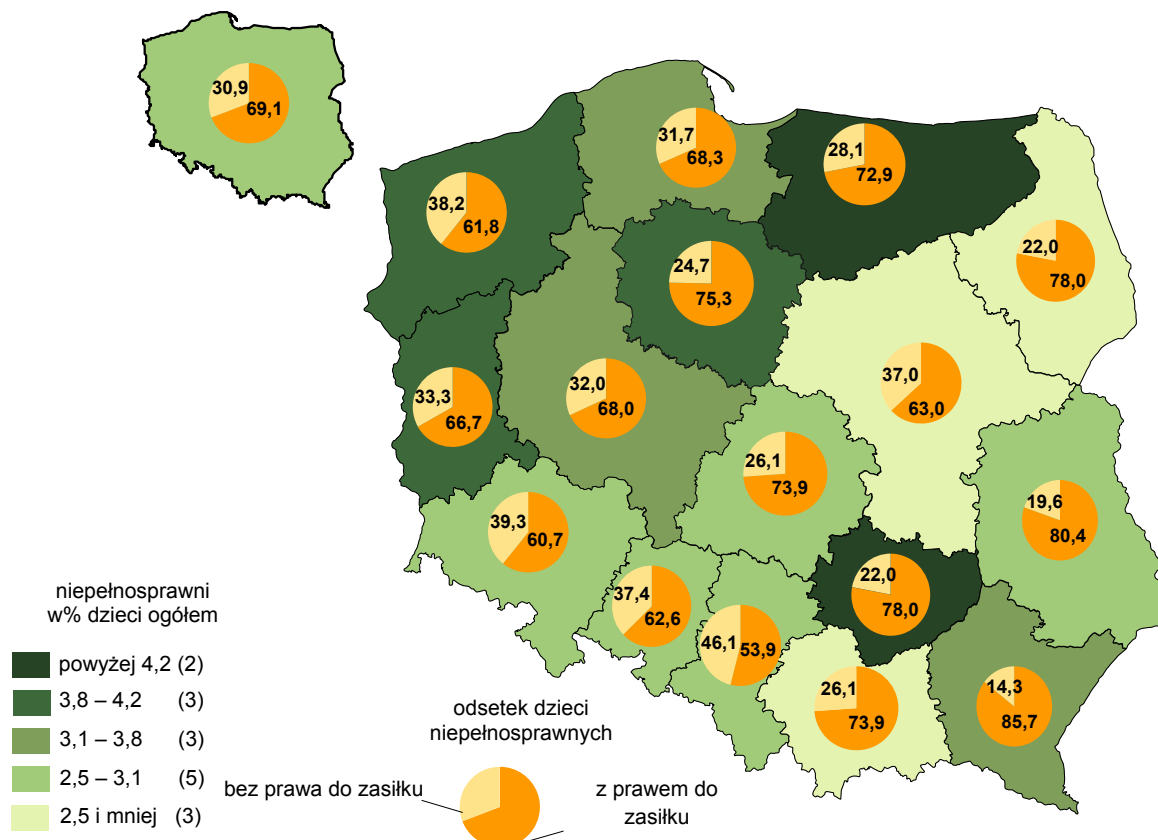 30,9
69,1
31,7
68,3
28,1
72,9
38,2
61,8
24,7
75,3
22,0
78,0
33,3
66,7
32,0
68,0
37,0
63,0
26,1
73,9
39,3
60,7
19,6
80,4
37,4
62,6
46,1
53,9
22,0
78,0
26,1
73,9
14,3
85,7
niepełnosprawni
w% dzieci ogółem
powyżej 4,2 (2)
3,8 – 4,2 (3)
3,1 – 3,8 (3)
2,5 – 3,1 (5)
2,5 i mniej (3)
odsetek dzieci
niepełnosprawnych
bez prawa do zasiłku
z prawem do
zasiłku